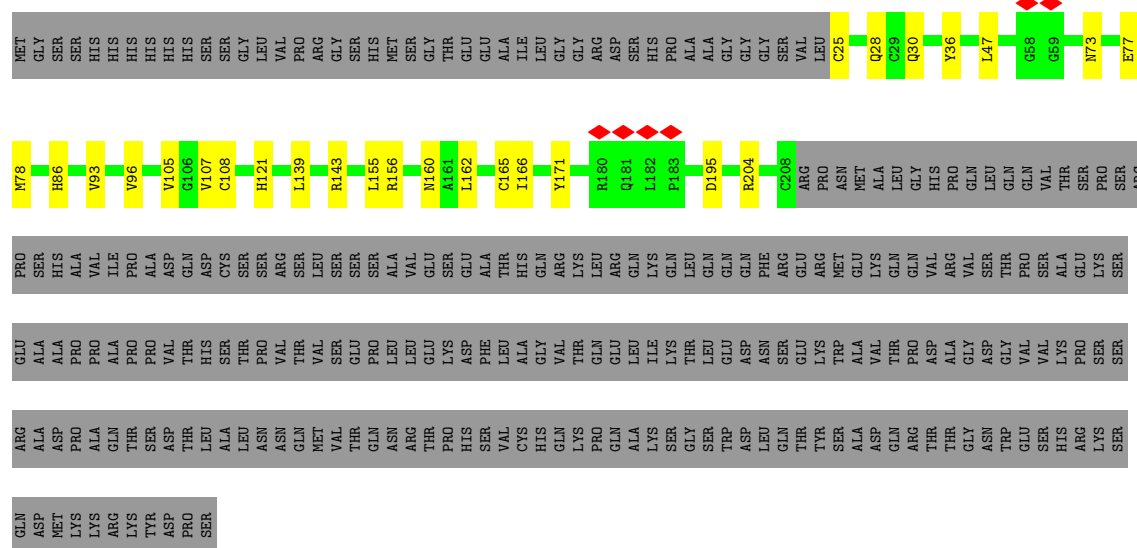 MET GLY SER SER HIS HIS HIS HIS HIS HIS SER SER GLY LEU VAL PRO ARG GLY SER HIS MET SER GLY THR GLU GLU ALA ILE LEU GLY GLY ARG ASP SER HIS PRO ALA ALA GLY GLY GLY SER VAL LEU C25 Q28 C29 Q30 Y36 L47 G58 G59 N73 E77
M78 H86 V93 V96 V105 G106 V107 C108 H121 L139 R143 L155 R156 N160 A161 L162 C165 I166 Y171 R180 Q181 L182 P183 D195 R204 C208 ARG PRO ASN MET ALA LEU GLY HIS PRO GLN LEU GLN GLN VAL THR SER PRO SER ARG
PRO SER HIS ALA VAL ILE PRO ALA ASP GLN ASP CYS SER SER ARG SER LEU SER SER SER ALA VAL GLU SER GLU ALA THR HIS GLN ARG LYS LEU ARG GLN LYS GLN LEU GLN GLN GLN PHE ARG GLU ARG MET GLU LYS GLN GLN VAL ARG VAL SER THR PRO SER ALA GLU LYS SER
GLU ALA ALA PRO PRO ALA PRO PRO VAL THR HIS SER THR PRO VAL THR VAL SER GLU PRO LEU LEU GLU LYS ASP PHE LEU ALA GLY VAL THR GLN GLU LEU ILE LYS THR LEU GLU ASP ASN SER GLU LYS TRP ALA VAL THR PRO ASP ALA GLY ASP GLY VAL VAL LYS PRO SER SER
ARG ALA ASP PRO ALA GLN THR SER ASP THR LEU ALA LEU ASN ASN GLN MET VAL THR GLN ASN ARG THR PRO HIS SER VAL CYS HIS GLN LYS PRO GLN ALA LYS SER GLY SER TRP ASP LEU GLN THR TYR SER ALA ASP GLN ARG THR THR GLY ASN TRP GLU SER HIS ARG LYS SER
GLN ASP MET LYS LYS ARG LYS TYR ASP PRO SER